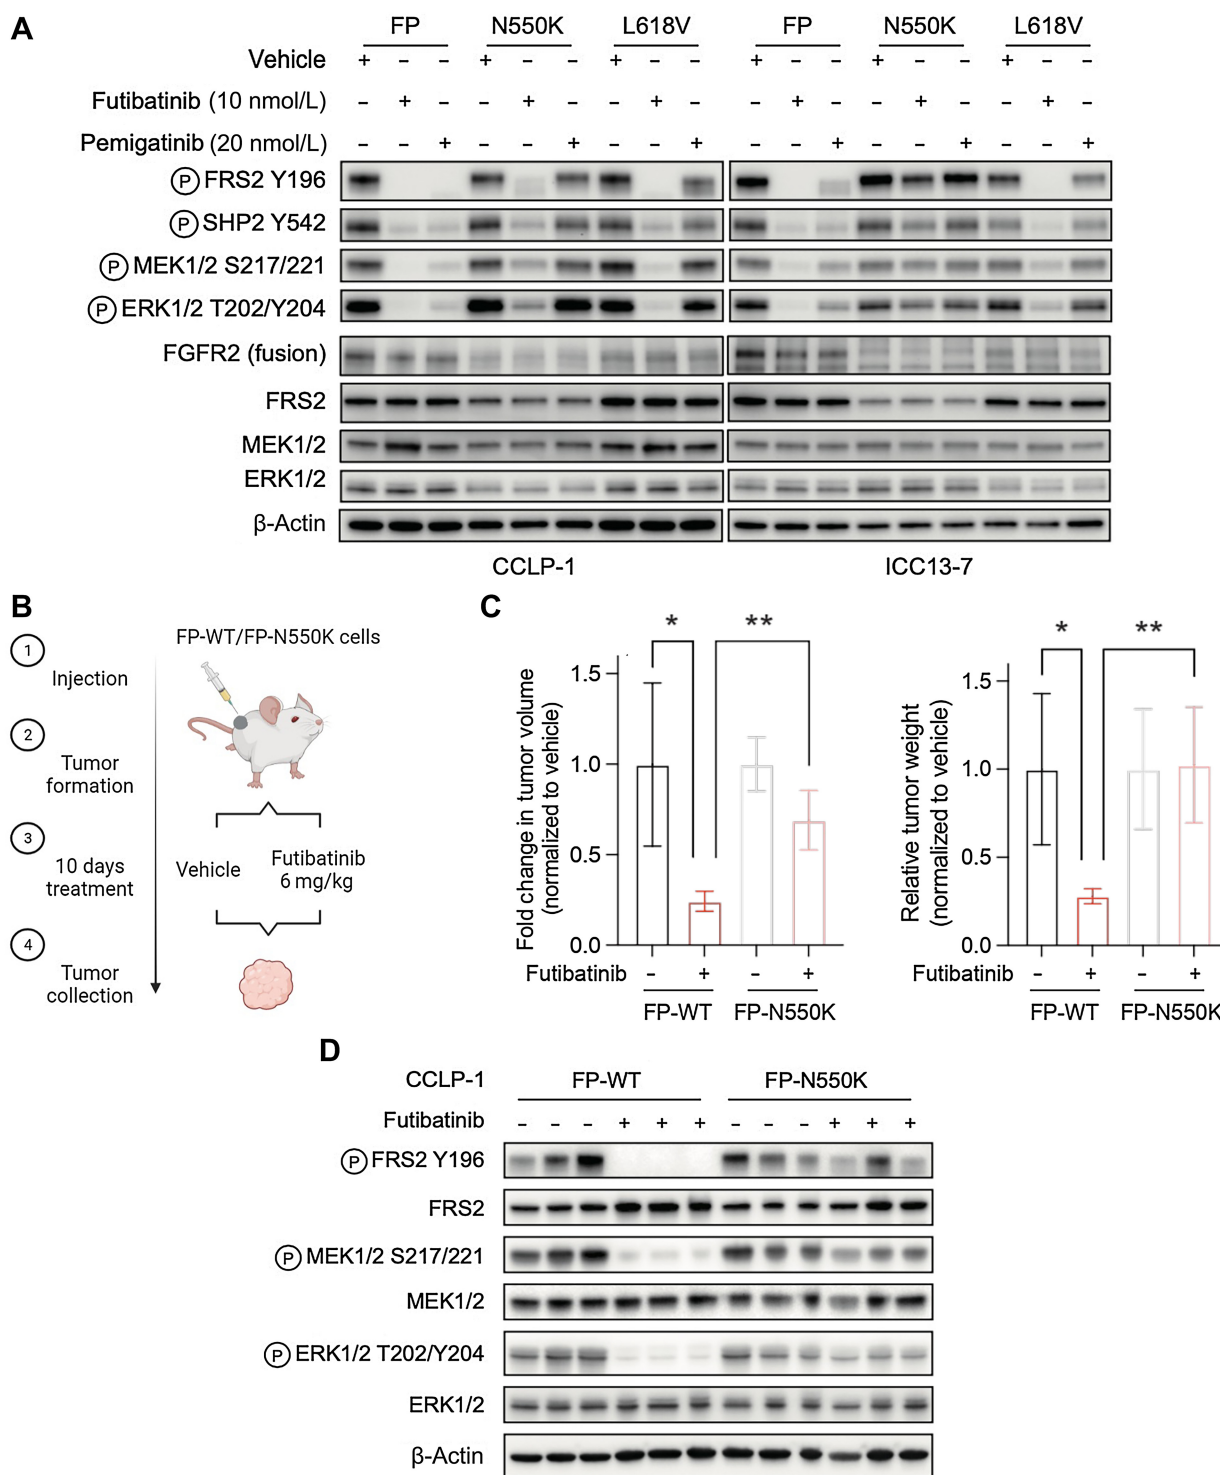 A
FP N550K L618V FP N550K L618V
Vehicle + – – + – – + – – + – – + – – + – –
Futibatinib (10 nmol/L) – + – – + – – + – – + – – + – – + –
Pemigatinib (20 nmol/L) – – + – – + – – + – – + – – + – – +
Ⓟ FRS2 Y196
Ⓟ SHP2 Y542
Ⓟ MEK1/2 S217/221
Ⓟ ERK1/2 T202/Y204
FGFR2 (fusion)
FRS2
MEK1/2
ERK1/2
β-Actin
CCLP-1 ICC13-7
B
FP-WT/FP-N550K cells
1
Injection
2
Tumor
formation
3
10 days
treatment
Vehicle
Futibatinib
6 mg/kg
4
Tumor
collection
C
Fold change in tumor volume
(normalized to vehicle)
* **
1.5
1.0
0.5
0.0
Futibatinib – + – +
FP-WT FP-N550K
Relative tumor weight
(normalized to vehicle)
* **
1.5
1.0
0.5
0.0
Futibatinib – + – +
FP-WT FP-N550K
D
CCLP-1 FP-WT FP-N550K
Futibatinib – – – + + + – – – + + +
Ⓟ FRS2 Y196
FRS2
Ⓟ MEK1/2 S217/221
MEK1/2
Ⓟ ERK1/2 T202/Y204
ERK1/2
β-Actin